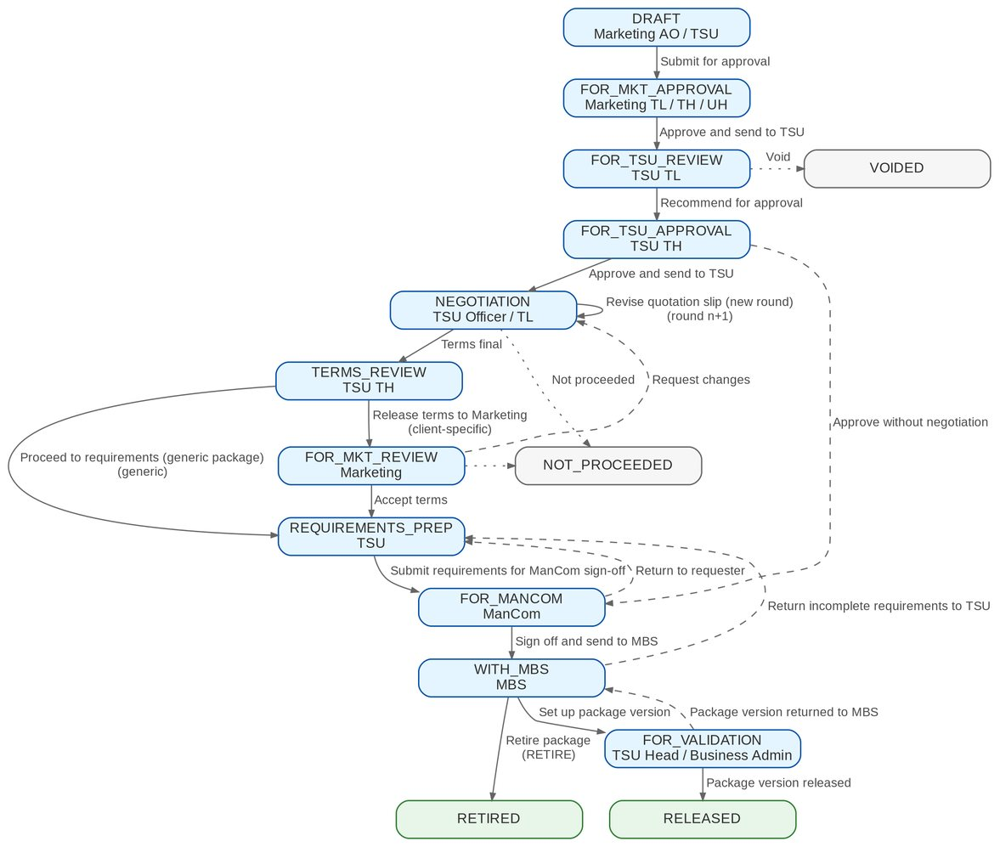 DRAFT
Marketing AO / TSU
Submit for approval
FOR_MKT_APPROVAL
Marketing TL / TH / UH
Approve and send to TSU
FOR_TSU_REVIEW
TSU TL
Void
VOIDED
Recommend for approval
FOR_TSU_APPROVAL
TSU TH
Approve and send to TSU
NEGOTIATION
TSU Officer / TL
Revise quotation slip (new round)
(round n+1)
Terms final
TERMS_REVIEW
TSU TH
Not proceeded
Request changes
Release terms to Marketing
(client-specific)
Approve without negotiation
Proceed to requirements (generic package)
(generic)
FOR_MKT_REVIEW
Marketing
NOT_PROCEEDED
Accept terms
REQUIREMENTS_PREP
TSU
Submit requirements for ManCom sign-off
Return to requester
FOR_MANCOM
ManCom
Return incomplete requirements to TSU
Sign off and send to MBS
WITH_MBS
MBS
Set up package version
Package version returned to MBS
Retire package
(RETIRE)
FOR_VALIDATION
TSU Head / Business Admin
Package version released
RETIRED
RELEASED